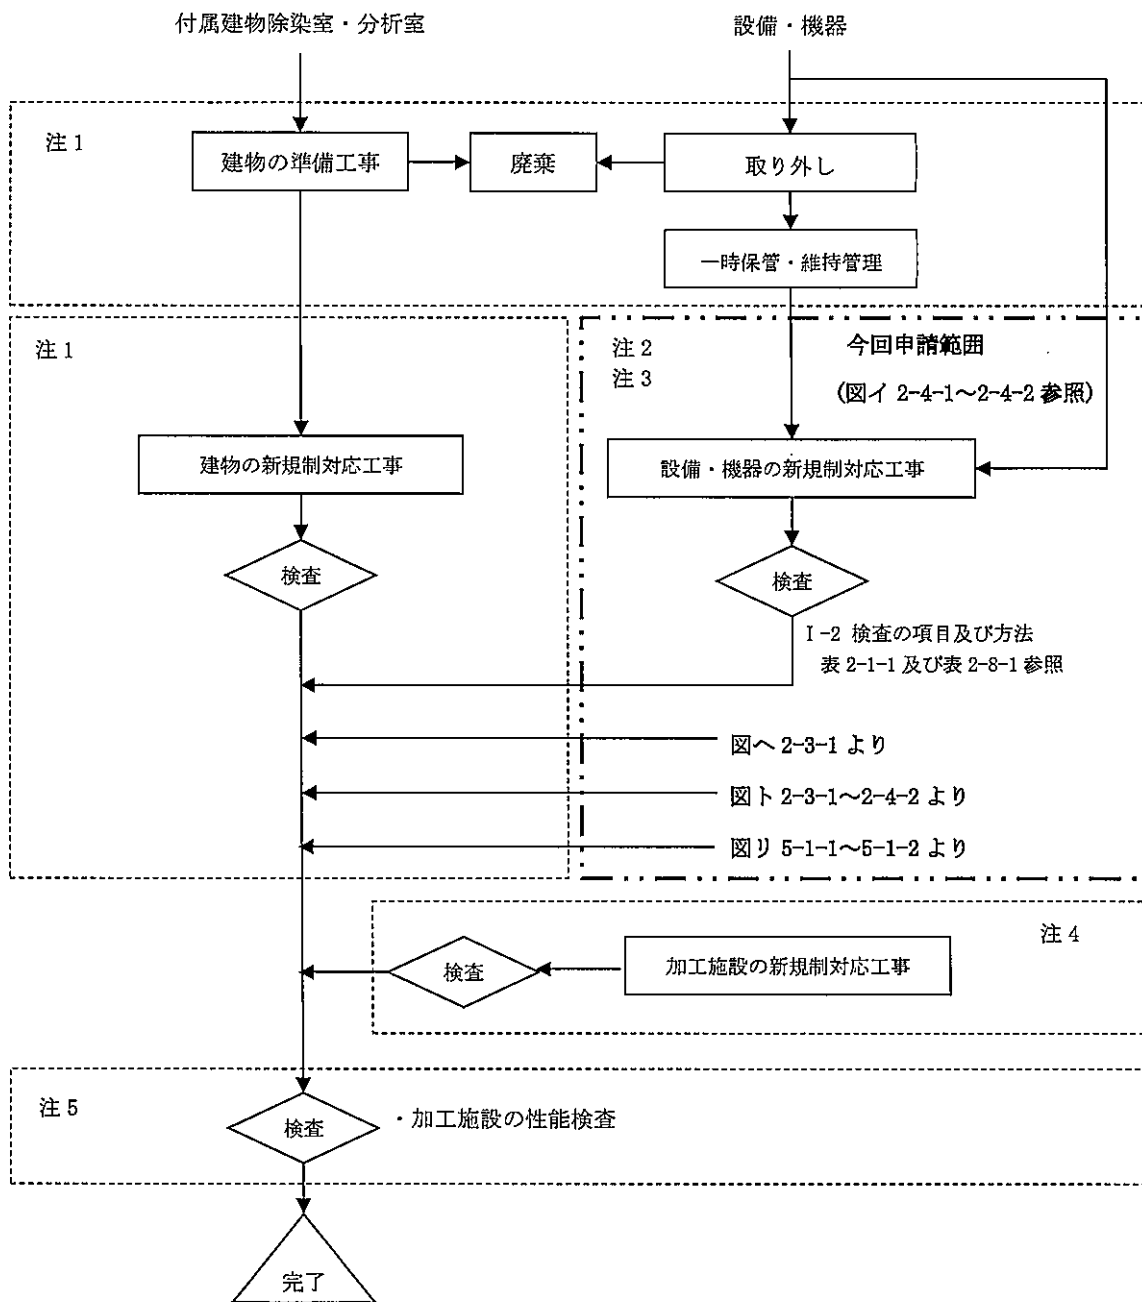 付属建物除染室・分析室
設備・機器
注 1
建物の準備工事
廃棄
取り外し
一時保管・維持管理
注 1
注 2
注 3
今回申請範囲
(図イ 2-4-1～2-4-2 参照)
建物の新規制対応工事
設備・機器の新規制対応工事
検査
検査
Ⅰ-2 検査の項目及び方法
表 2-1-1 及び表 2-8-1 参照
図ヘ 2-3-1 より
図ト 2-3-1～2-4-2 より
図リ 5-1-1～5-1-2 より
注 4
検査
加工施設の新規制対応工事
注 5
検査
・加工施設の性能検査
完了